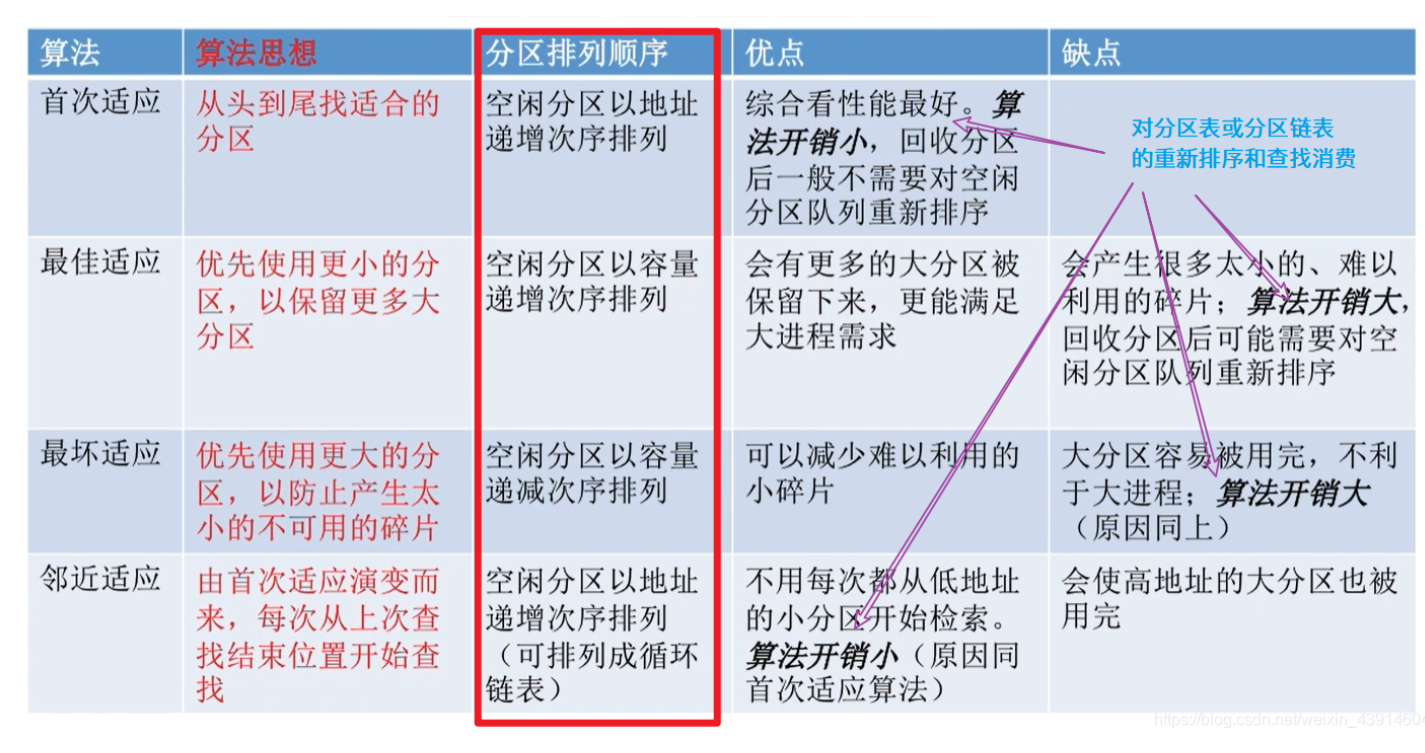 算法
算法思想
分区排列顺序
优点
缺点
首次适应
从头到尾找适合的
分区
空闲分区以地址
递增次序排列
综合看性能最好。算
法开销小，回收分区
后一般不需要对空闲
分区队列重新排序
对分区表或分区链表
的重新排序和查找消费
最佳适应
优先使用更小的分
区，以保留更多大
分区
空闲分区以容量
递增次序排列
会有更多的大分区被
保留下来，更能满足
大进程需求
会产生很多太小的、难以
利用的碎片；算法开销大，
回收分区后可能需要对空
闲分区队列重新排序
最坏适应
优先使用更大的分
区，以防止产生太
小的不可用的碎片
空闲分区以容量
递减次序排列
可以减少难以利用的
小碎片
大分区容易被用完，不利
于大进程；算法开销大
（原因同上）
邻近适应
由首次适应演变而
来，每次从上次查
找结束位置开始查
找
空闲分区以地址
递增次序排列
（可排列成循环
链表）
不用每次都从低地址
的小分区开始检索。
算法开销小（原因同
首次适应算法）
会使高地址的大分区也被
用完
https://blog.csdn.net/weixin_43914604